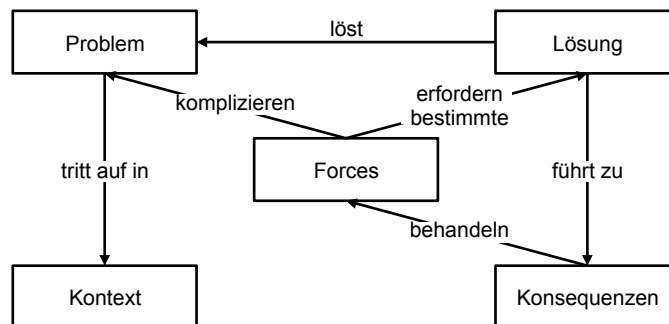 Problem
löst
Lösung
komplizieren
erfordern
bestimmte
tritt auf in
Forces
führt zu
behandeln
Kontext
Konsequenzen